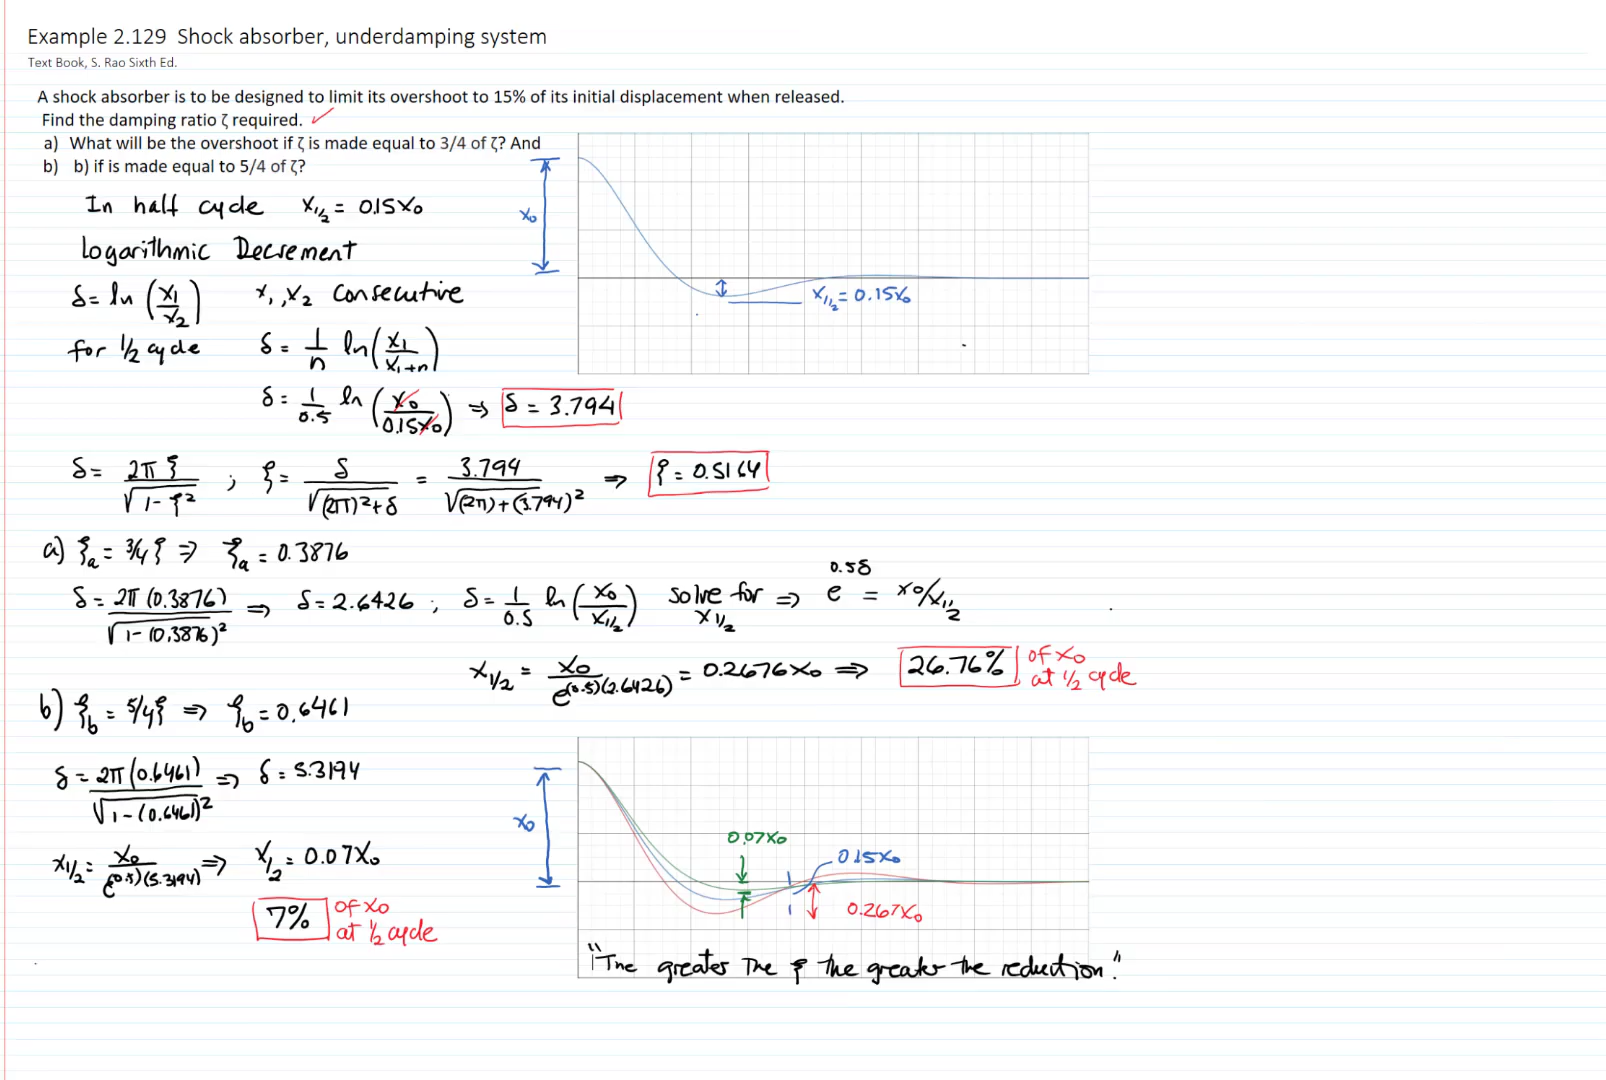 Example 2.129 Shock absorber, underdamping system
Text Book, S. Rao Sixth Ed.
A shock absorber is to be designed to limit its overshoot to 15% of its initial displacement when released.
Find the damping ratio ζ required. ✓
a) What will be the overshoot if ζ is made equal to 3/4 of ζ? And
b) b) if is made equal to 5/4 of ζ?
In half cycle X₁/₂ = 0.15X₀
Logarithmic Decrement
δ = ln (X₁/X₂) X₁, X₂ Consecutive
for 1/2 cycle δ = 1/n ln (X₁/X₁₊ₙ)
δ = 1/0.5 ln (X₀/0.15X₀) ⇒ δ = 3.794
X₀
X₁/₂ = 0.15X₀
δ = 2π ξ/√(1-ξ²) ; ξ = δ/√((2π)²+δ) = 3.794/√((2π)+(3.794)²) ⇒ ξ = 0.5164
a) ξₐ = 3/4 ξ ⇒ ξₐ = 0.3876
δ = 2π (0.3876)/√(1-(0.3876)²) ⇒ δ = 2.6426 ; δ = 1/0.5 ln (X₀/X₁/₂) solve for X₁/₂ ⇒ e^0.5δ = X₀/X₁/₂
X₁/₂ = X₀/e^(0.5)(2.6426) = 0.2676X₀ ⇒ 26.76% of X₀ at 1/2 cycle
b) ξ_b = 5/4 ξ ⇒ ξ_b = 0.6461
δ = 2π (0.6461)/√(1-(0.6461)²) ⇒ δ = 5.3194
X₁/₂ = X₀/e^(0.5)(5.3194) ⇒ X₁/₂ = 0.07X₀
7% of X₀ at 1/2 cycle
X₀
0.07X₀
0.15X₀
0.267X₀
"The greater The ξ the greater the reduction."